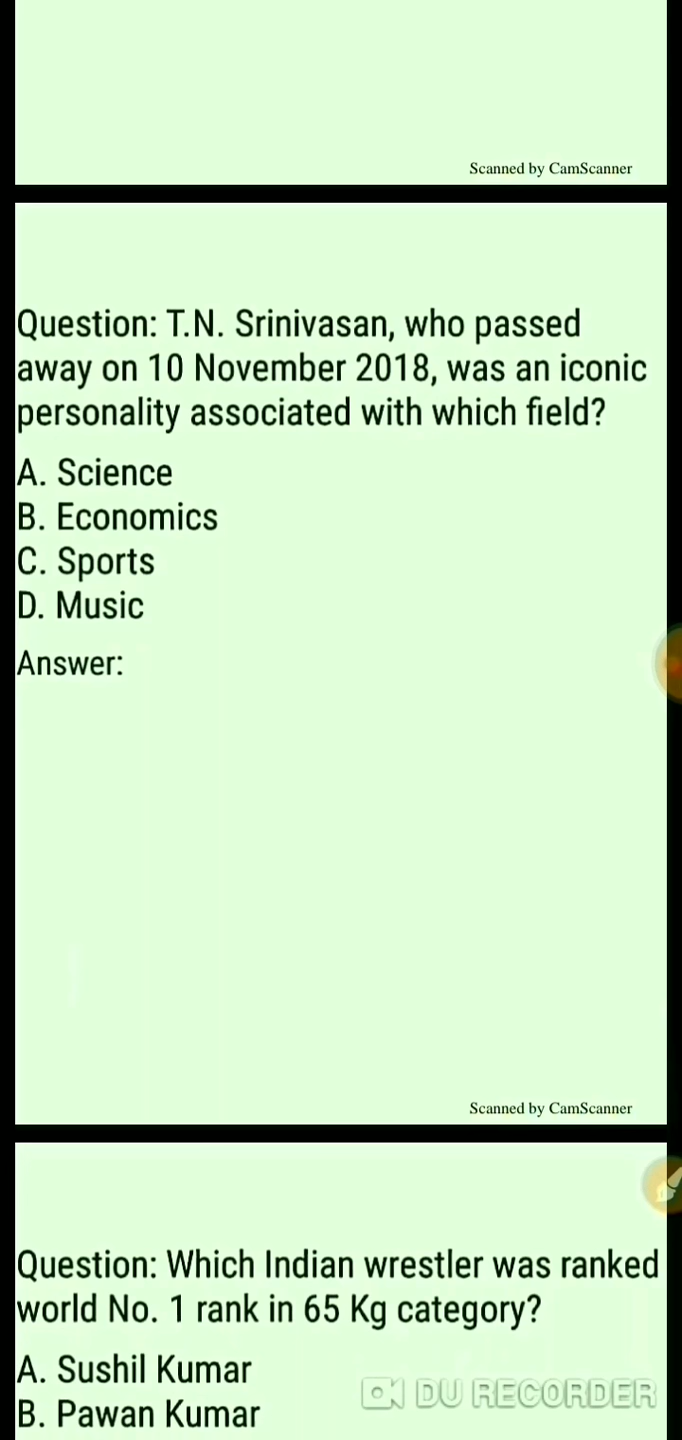 Scanned by CamScanner
Question: T.N. Srinivasan, who passed
away on 10 November 2018, was an iconic
personality associated with which field?
A. Science
B. Economics
C. Sports
D. Music
Answer:
Scanned by CamScanner
Question: Which Indian wrestler was ranked
world No. 1 rank in 65 Kg category?
A. Sushil Kumar
B. Pawan Kumar
DU RECORDER